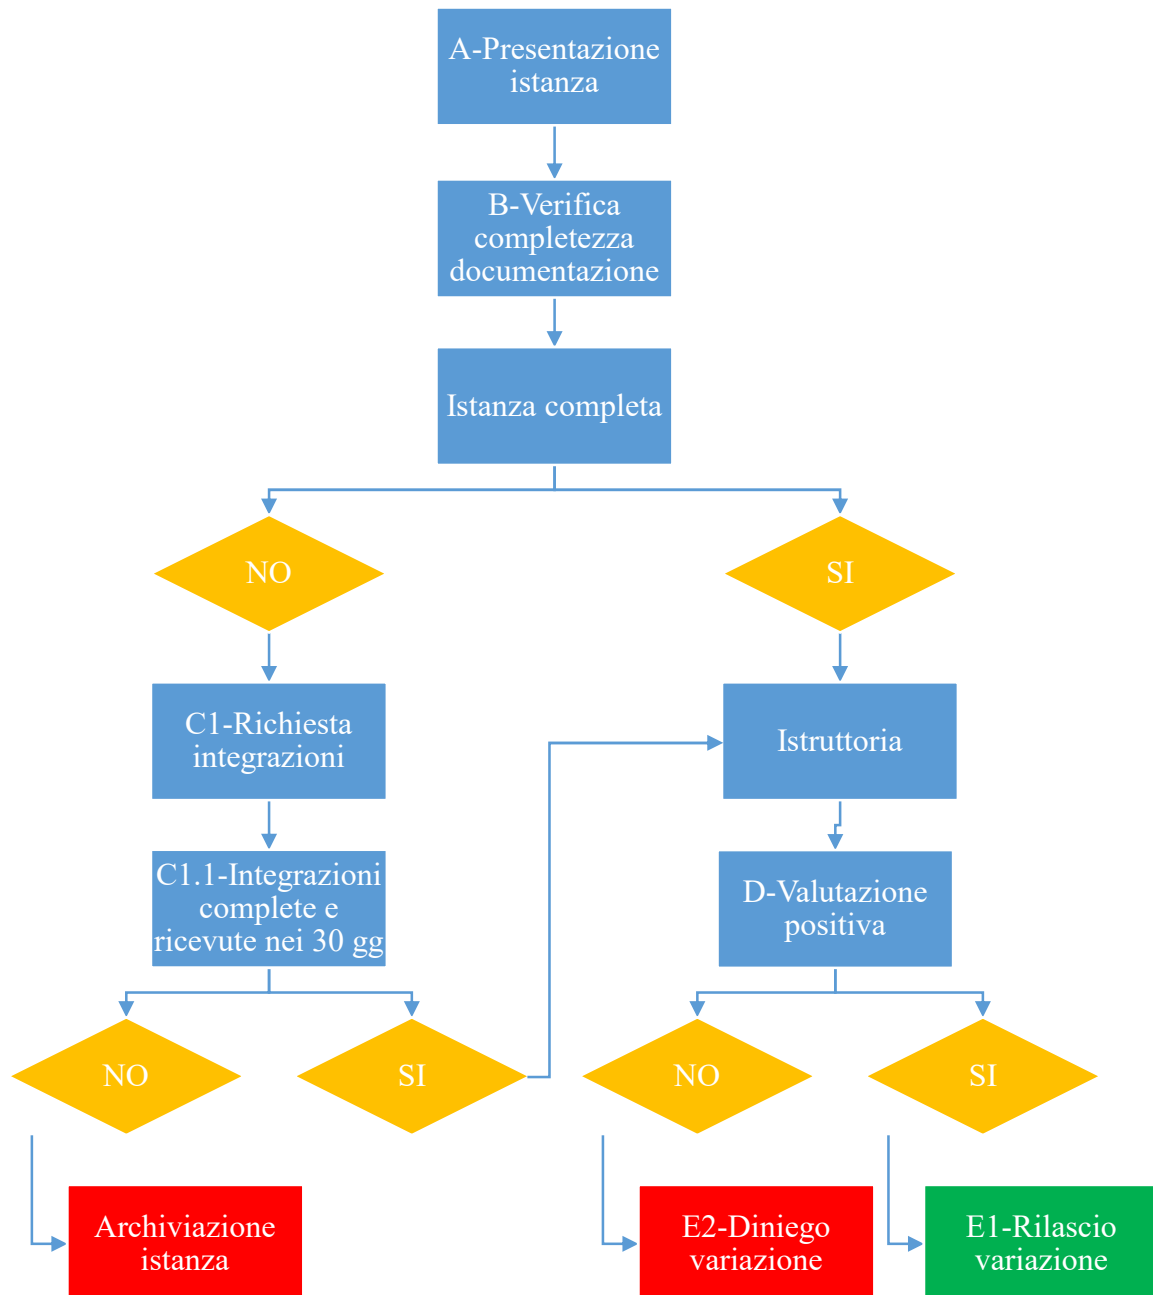 A-Presentazione
istanza
B-Verifica
completezza
documentazione
Istanza completa
NO
SI
C1-Richiesta
integrazioni
Istruttoria
C1.1-Integrazioni
complete e
ricevute nei 30 gg
D-Valutazione
positiva
NO
SI
NO
SI
Archiviazione
istanza
E2-Diniego
variazione
E1-Rilascio
variazione